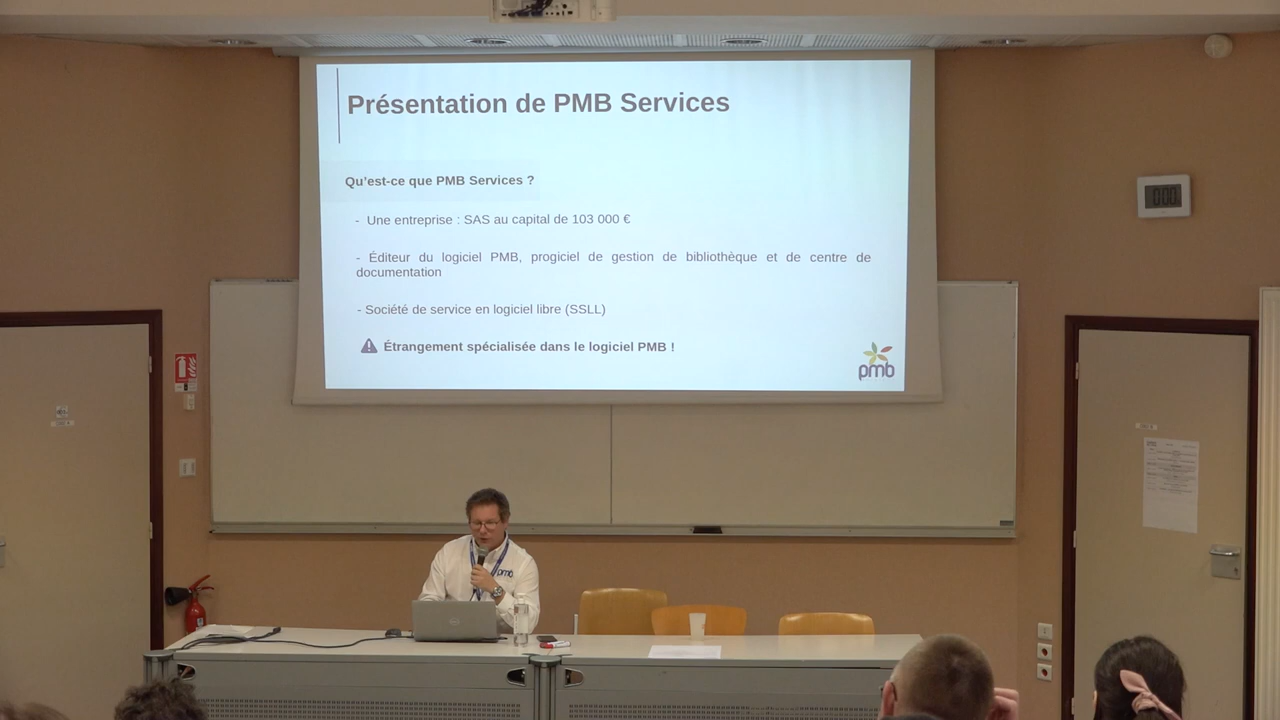 Présentation de PMB Services
Qu'est-ce que PMB Services ?
- Une entreprise : SAS au capital de 103 000 €
- Éditeur du logiciel PMB, progiciel de gestion de bibliothèque et de centre de
documentation
- Société de service en logiciel libre (SSLL)
Étrangement spécialisée dans le logiciel PMB !
pmb
000
pmb